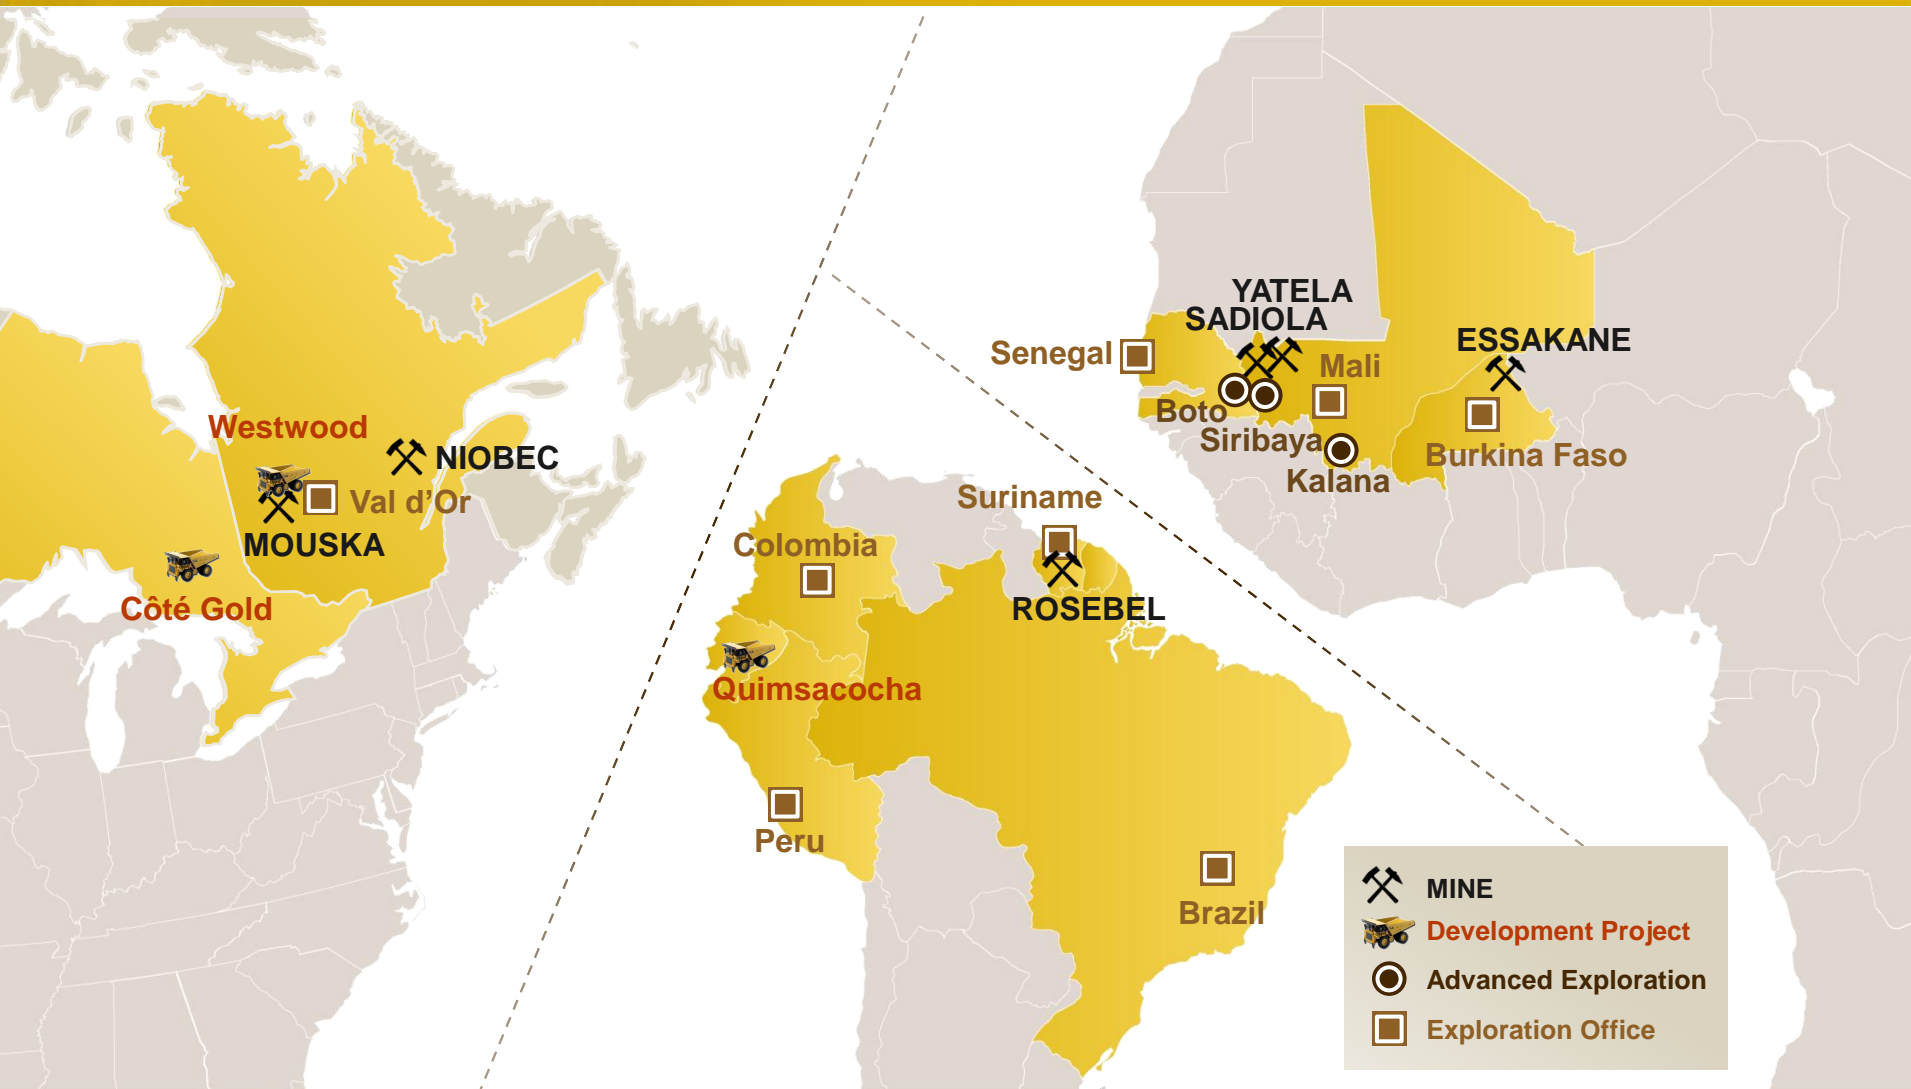 Westwood
NIOBEC
Val d'Or
MOUSKA
Côté Gold
Colombia
Suriname
ROSEBEL
Quimsacocha
Peru
Brazil
YATELA
SADIOLA
Senegal
Mali
ESSAKANE
Boto
Siribaya
Kalana
Burkina Faso
MINE
Development Project
Advanced Exploration
Exploration Office